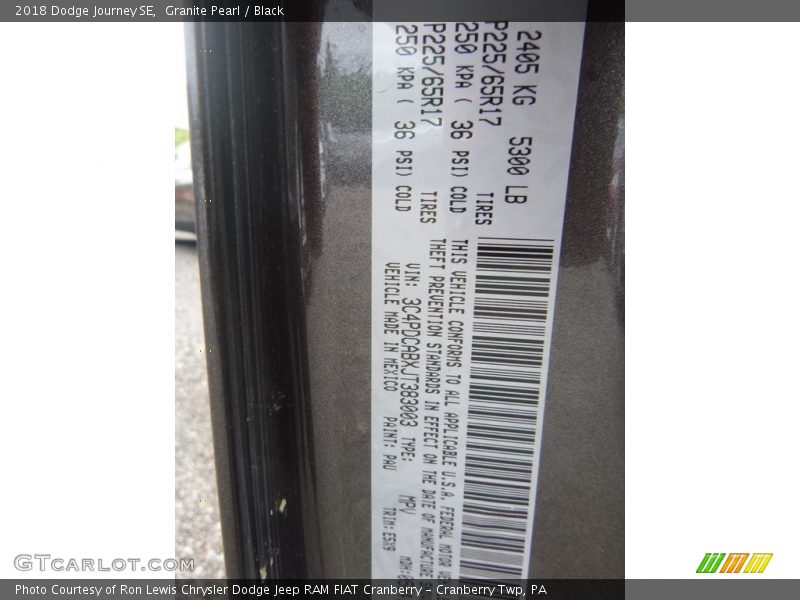 2018 Dodge Journey SE, Granite Pearl / Black
2405 KG 5300 LB
P225/65R17 TIRES
250 KPA ( 36 PSI) COLD
P225/65R17 TIRES
250 KPA ( 36 PSI) COLD
THIS VEHICLE CONFORMS TO ALL APPLICABLE U.S.A. FEDERAL MOTOR
THEFT PREVENTION STANDARDS IN EFFECT ON THE DATE OF MANUFACTURE
VIN: 3C4PDCABXJT383003 TYPE: MPV
VEHICLE MADE IN MEXICO PAINT: PAU TRIM: E5X9
GTCarlot.com
Photo Courtesy of Ron Lewis Chrysler Dodge Jeep RAM FIAT Cranberry – Cranberry Twp, PA